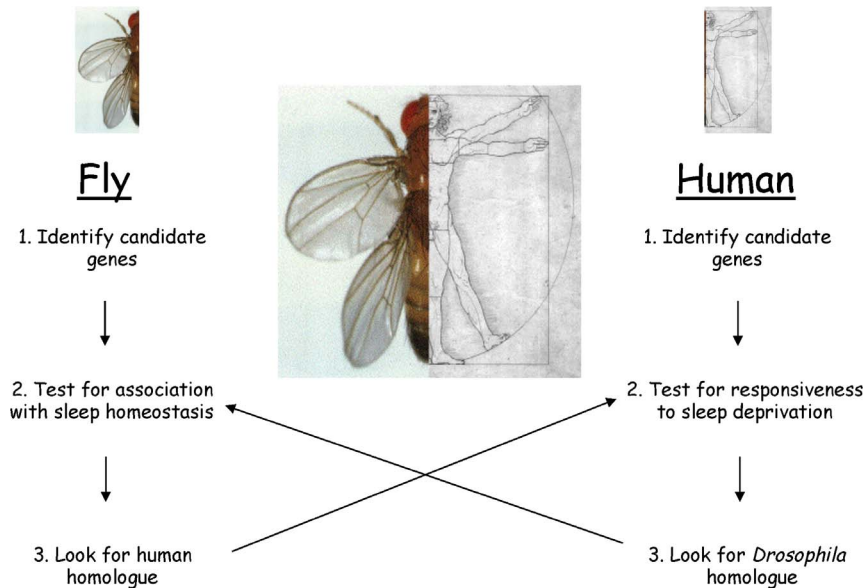 Fly
1. Identify candidate
genes
2. Test for association
with sleep homeostasis
3. Look for human
homologue
Human
1. Identify candidate
genes
2. Test for responsiveness
to sleep deprivation
3. Look for Drosophila
homologue